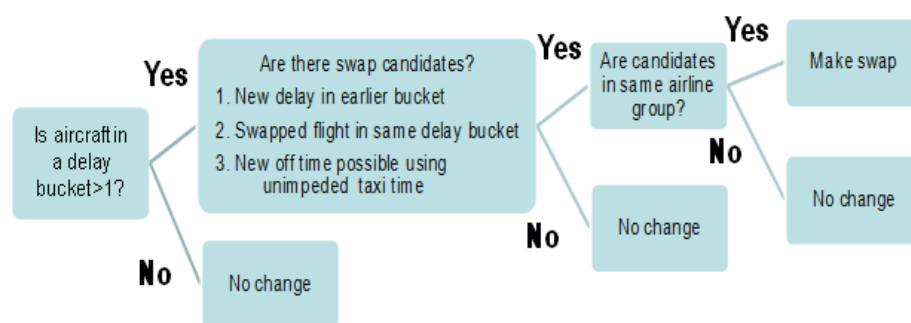 Is aircraft in
a delay
bucket>1?
Yes
No
Are there swap candidates?
1. New delay in earlier bucket
2. Swapped flight in same delay bucket
3. New off time possible using
unimpeded taxi time
No change
Yes
No
Are candidates
in same airline
group?
No change
Yes
No
Make swap
No change